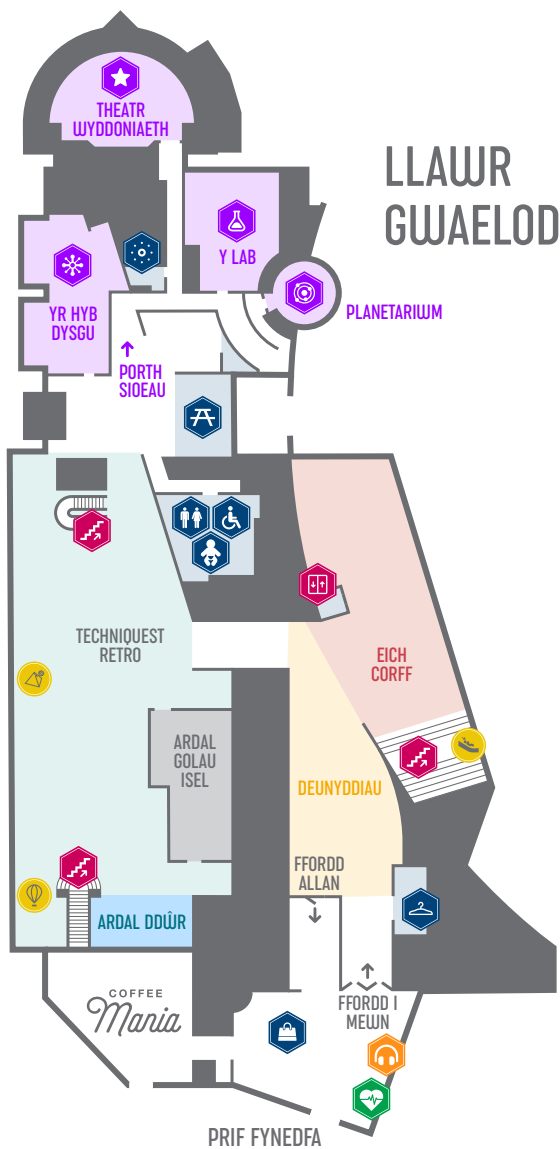 THEATR
WYDDONIAETH
LLAWR
GWAELOD
Y LAB
YR HYB
DYSGU
PLANETARIWM
PORTH
SIOEAU
TECHNIQUEST
RETRO
EICH
CORFF
ARDAL
GOLAU
ISEL
DEUNYDDIAU
FFORDD
ALLAN
ARDAL DDŴR
COFFEE
Mania
FFORDD I
MEWN
PRIF FYNEDFA